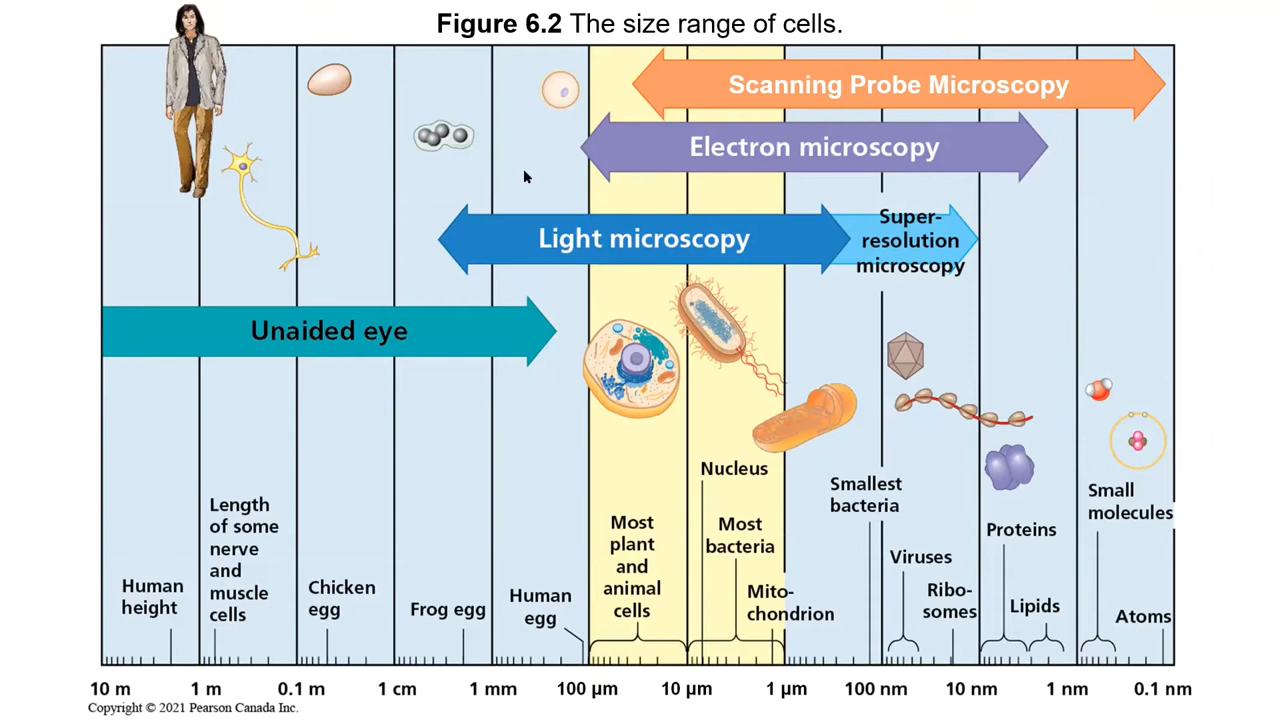 Figure 6.2 The size range of cells.
Scanning Probe Microscopy
Electron microscopy
Light microscopy
Super-
resolution
microscopy
Unaided eye
Human
height
Length
of some
nerve
and
muscle
cells
Chicken
egg
Frog egg
Human
egg
Most
plant
and
animal
cells
Nucleus
Most
bacteria
Mito-
chondrion
Smallest
bacteria
Viruses
Ribo-
somes
Proteins
Lipids
Small
molecules
Atoms
10 m 1 m 0.1 m 1 cm 1 mm 100 µm 10 µm 1 µm 100 nm 10 nm 1 nm 0.1 nm
Copyright © 2021 Pearson Canada Inc.